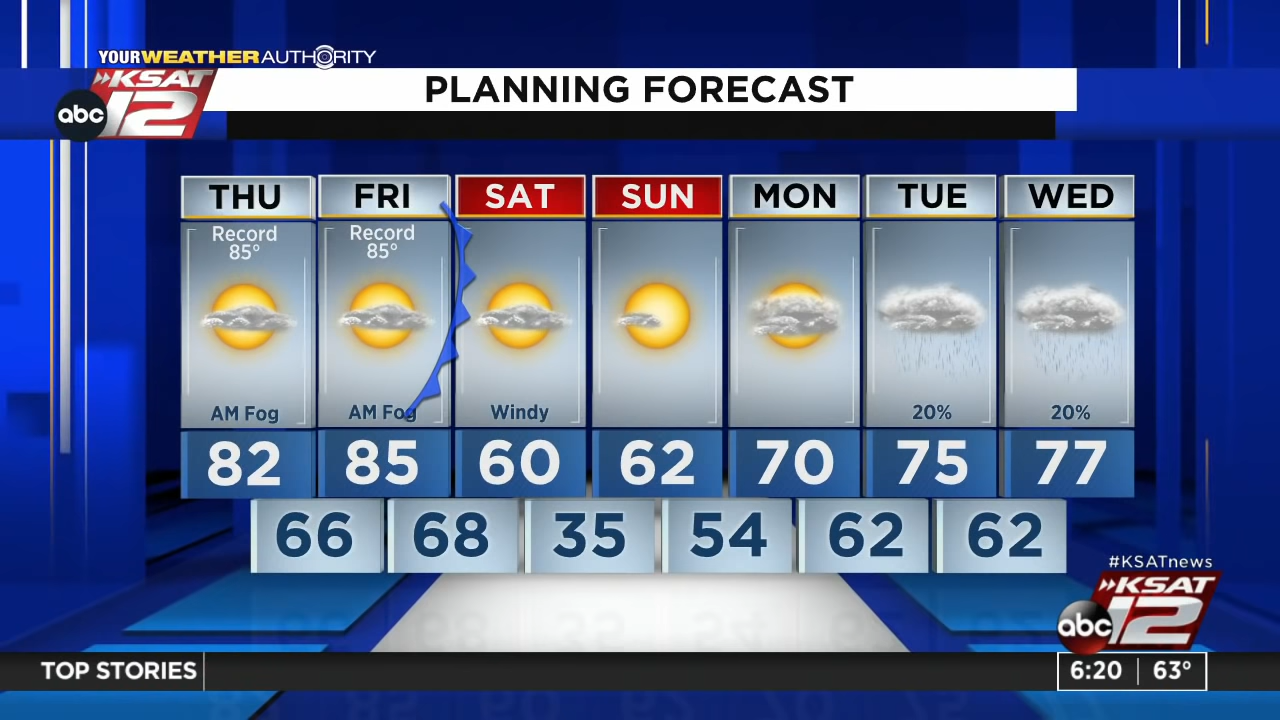 YOURWEATHERAUTHORITY
KSAT
abc 12
PLANNING FORECAST
THU FRI SAT SUN MON TUE WED
Record Record
85° 85°
AM Fog AM Fog Windy 20% 20%
82 85 60 62 70 75 77
66 68 35 54 62 62
#KSATnews
KSAT
abc 12
TOP STORIES 6:20 63°